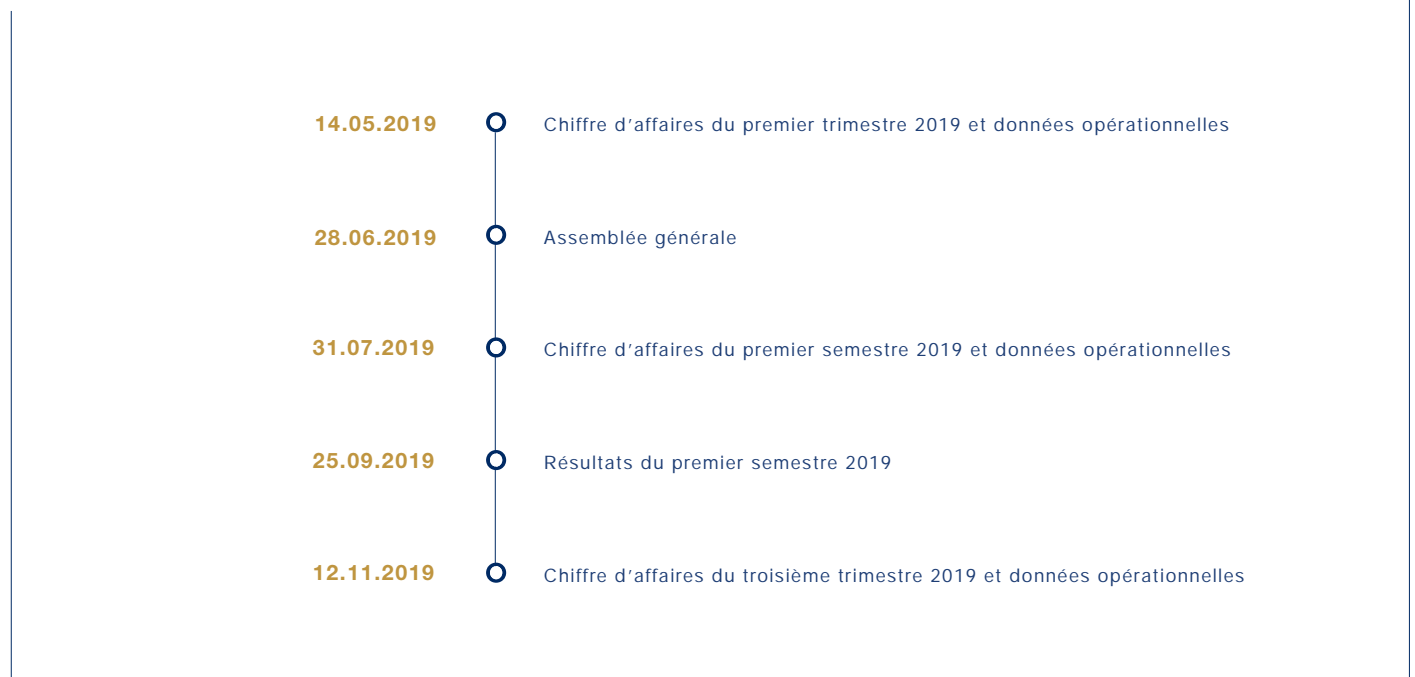 14.05.2019 Chiffre d'affaires du premier trimestre 2019 et données opérationnelles
28.06.2019 Assemblée générale
31.07.2019 Chiffre d'affaires du premier semestre 2019 et données opérationnelles
25.09.2019 Résultats du premier semestre 2019
12.11.2019 Chiffre d'affaires du troisième trimestre 2019 et données opérationnelles